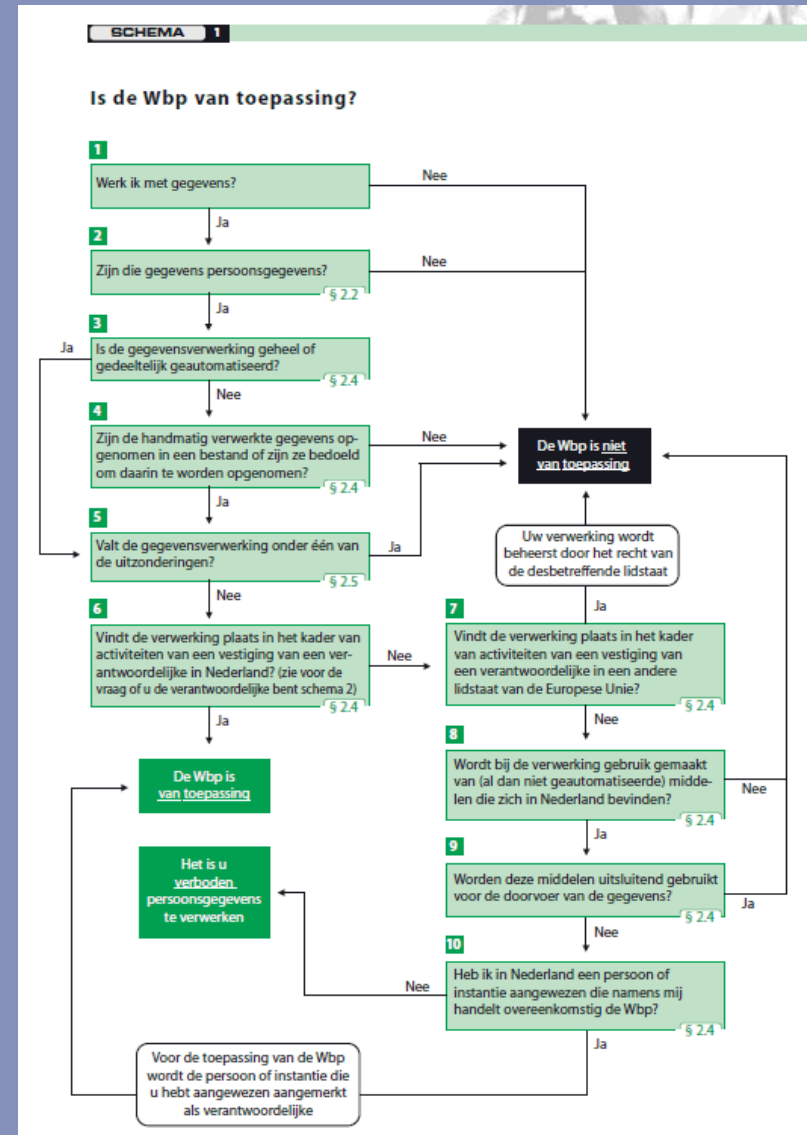 SCHEMA 1
Is de Wbp van toepassing?
1
Werk ik met gegevens?
Nee
Ja
2
Zijn die gegevens persoonsgegevens?
§ 2.2
Nee
Ja
3
Is de gegevensverwerking geheel of
gedeeltelijk geautomatiseerd?
§ 2.4
Ja
Nee
4
Zijn de handmatig verwerkte gegevens op-
genomen in een bestand of zijn ze bedoeld
om daarin te worden opgenomen?
§ 2.4
Nee
De Wbp is niet
van toepassing
Ja
5
Valt de gegevensverwerking onder één van
de uitzonderingen?
§ 2.5
Ja
Uw verwerking wordt
beheerst door het recht van
de desbetreffende lidstaat
Nee
Ja
6
Vindt de verwerking plaats in het kader van
activiteiten van een vestiging van een ver-
antwoordelijke in Nederland? (zie voor de
vraag of u de verantwoordelijke bent schema 2)
§ 2.4
Nee
7
Vindt de verwerking plaats in het kader
van activiteiten van een vestiging van
een verantwoordelijke in een andere
lidstaat van de Europese Unie?
§ 2.4
Ja
Nee
De Wbp is
van toepassing
8
Wordt bij de verwerking gebruik gemaakt
van (al dan niet geautomatiseerde) midde-
len die zich in Nederland bevinden?
§ 2.4
Nee
Ja
Het is u
verboden
persoonsgegevens
te verwerken
9
Worden deze middelen uitsluitend gebruikt
voor de doorvoer van de gegevens?
§ 2.4
Ja
Nee
10
Heb ik in Nederland een persoon of
instantie aangewezen die namens mij
handelt overeenkomstig de Wbp?
§ 2.4
Nee
Ja
Voor de toepassing van de Wbp
wordt de persoon of instantie die
u hebt aangewezen aangemerkt
als verantwoordelijke